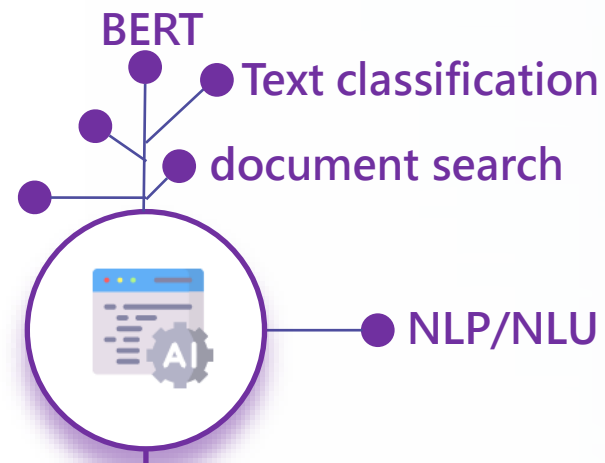 BERT
Text classification
document search
AI
NLP/NLU